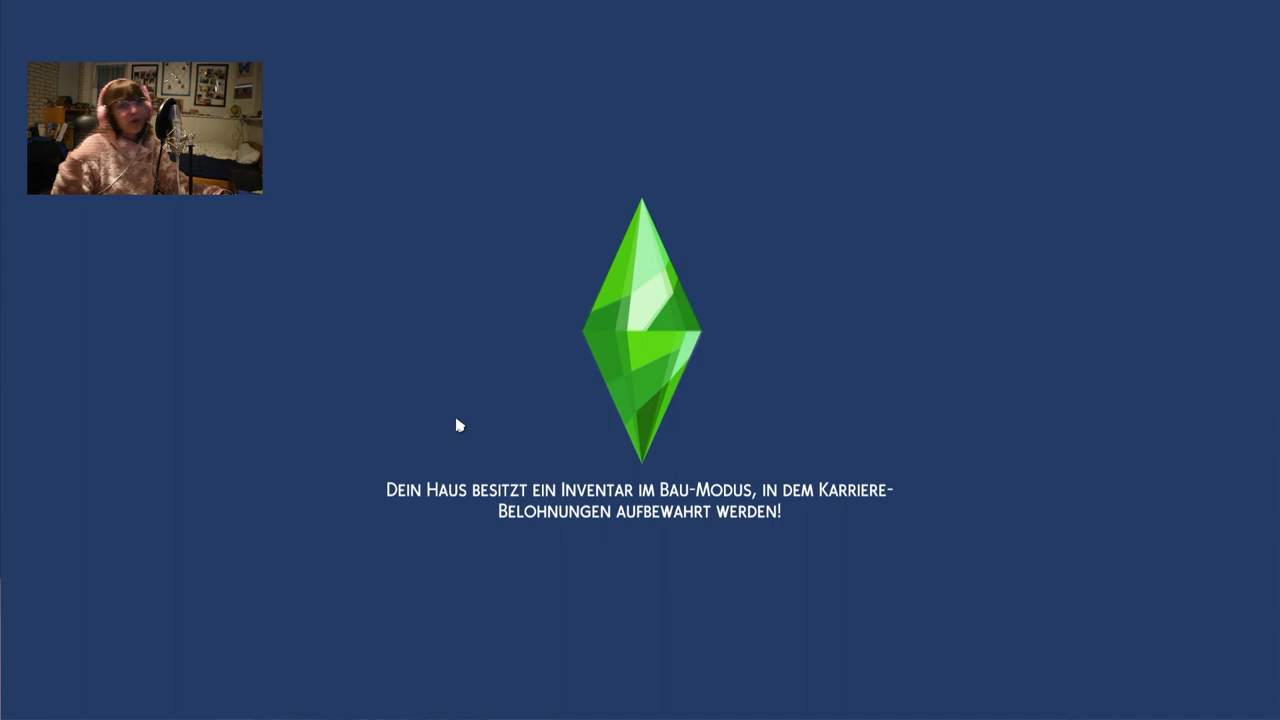 Dein Haus besitzt ein Inventar im Bau-Modus, in dem Karriere-
Belohnungen aufbewahrt werden!